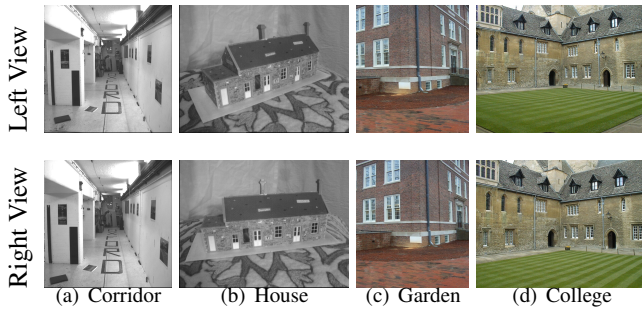 Left View
Right View
(a) Corridor
(b) House
(c) Garden
(d) College